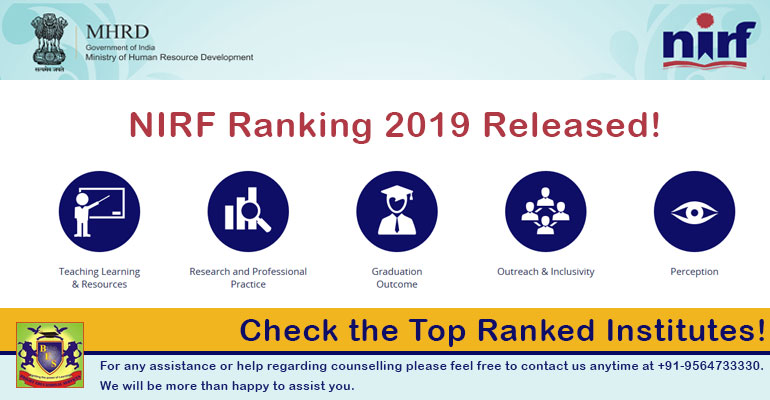 MHRD
Government of India
Ministry of Human Resource Development
सत्यमेव जयते
nirf
NIRF Ranking 2019 Released!
Teaching Learning
& Resources
Research and Professional
Practice
Graduation
Outcome
Outreach & Inclusivity
Perception
Check the Top Ranked Institutes!
For any assistance or help regarding counselling please feel free to contact us anytime at +91-9564733330.
We will be more than happy to assist you.